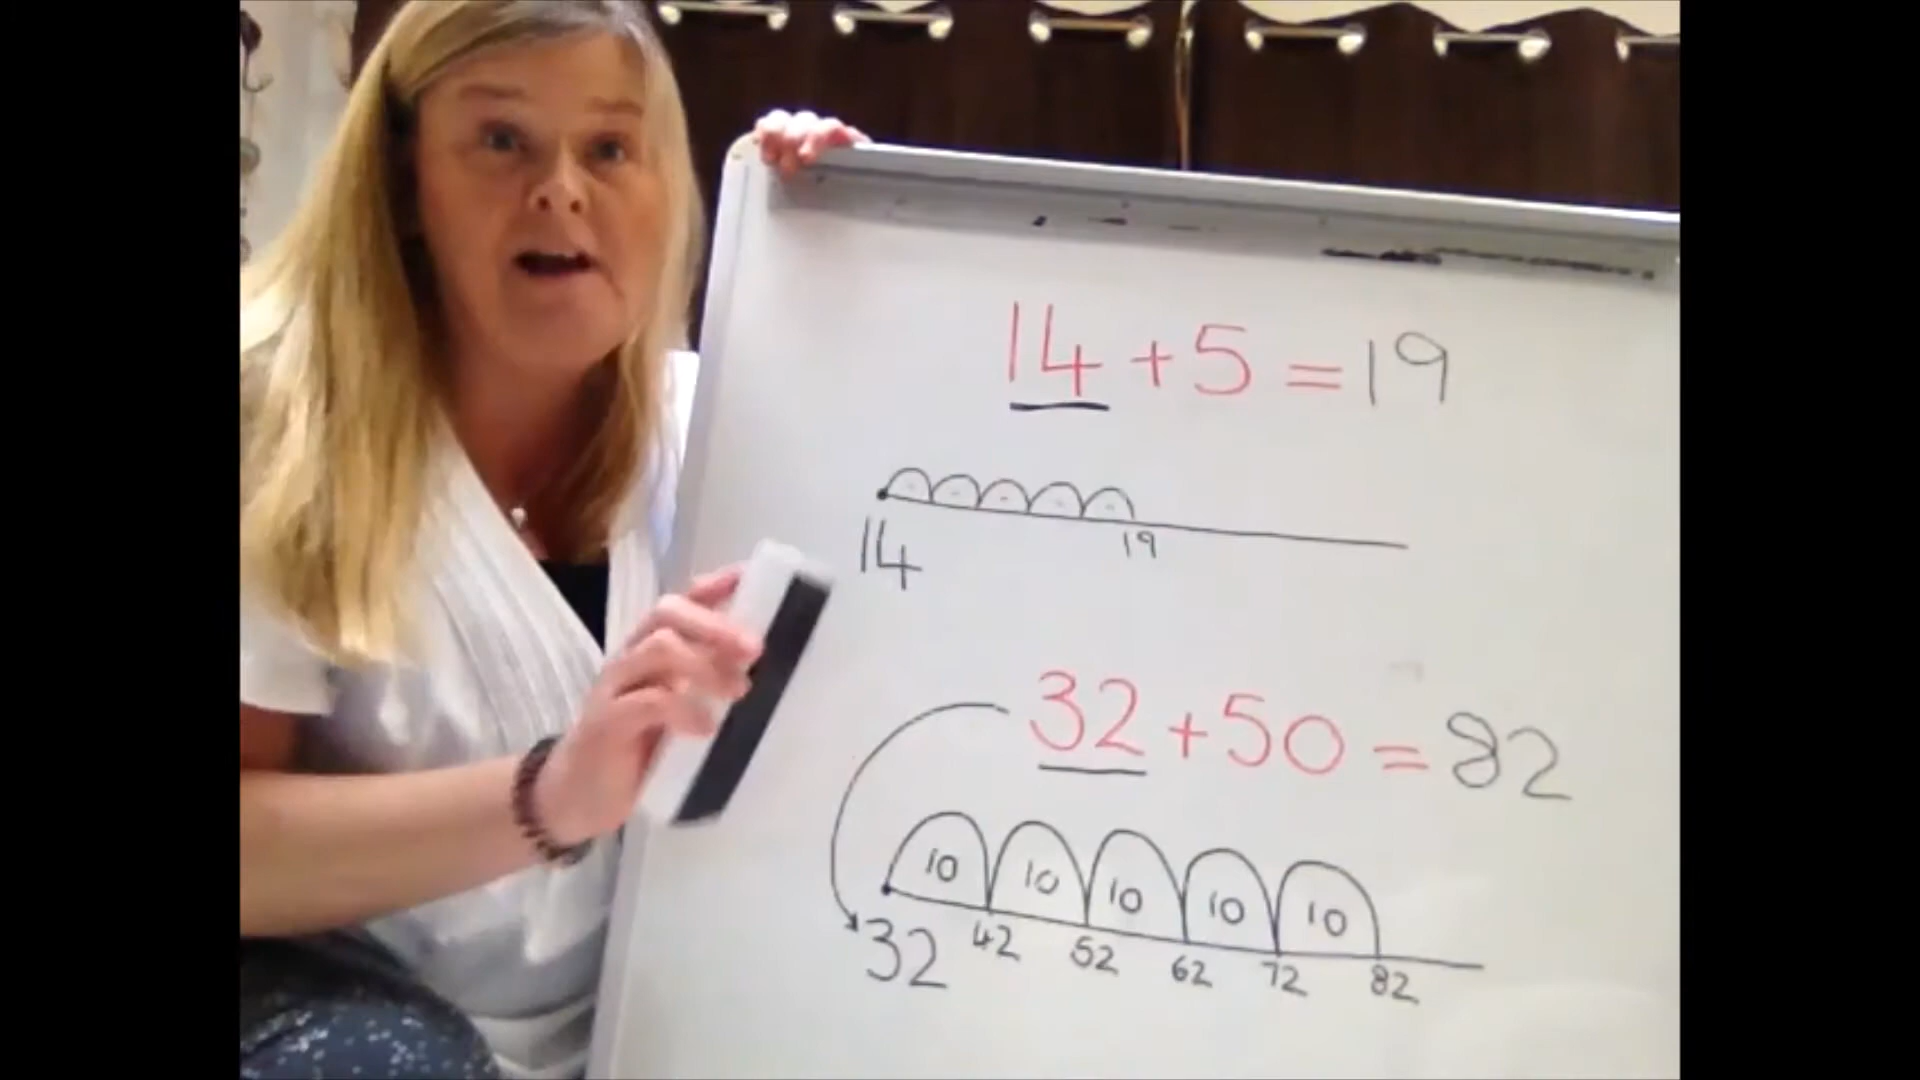 14 + 5 = 19
14 19
32 + 50 = 82
10 10 10 10 10
32 42 52 62 72 82